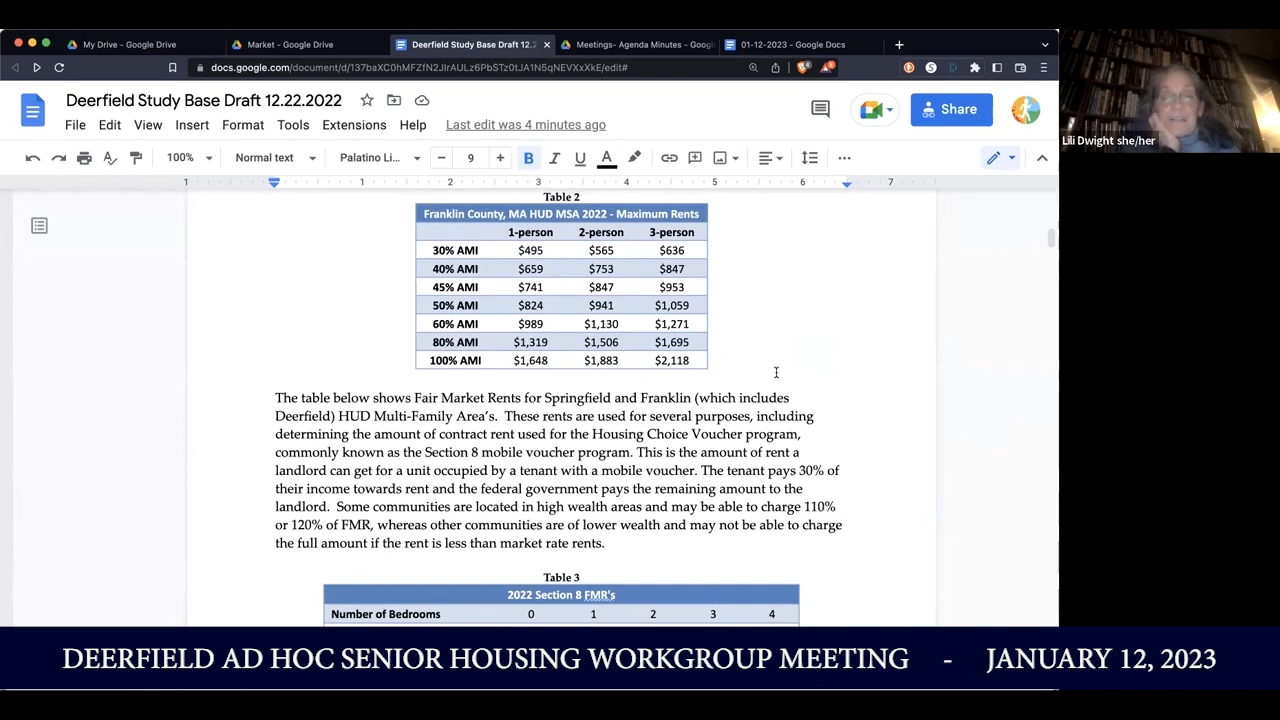 My Drive - Google Drive
Market - Google Drive
Deerfield Study Base Draft 12.2
Meetings- Agenda Minutes - Goog
01-12-2023 - Google Docs
docs.google.com/document/d/137baXC0hMFZfN2JIrAULz6PbSTz0tJA1N5qNEVXxXkE/edit#
Deerfield Study Base Draft 12.22.2022
Share
File Edit View Insert Format Tools Extensions Help Last edit was 4 minutes ago
100% Normal text Palatino Li... 9 B I U A
1 1 2 3 4 5 6 7
Lili Dwight she/her
Table 2
Franklin County, MA HUD MSA 2022 - Maximum Rents
1-person 2-person 3-person
30% AMI $495 $565 $636
40% AMI $659 $753 $847
45% AMI $741 $847 $953
50% AMI $824 $941 $1,059
60% AMI $989 $1,130 $1,271
80% AMI $1,319 $1,506 $1,695
100% AMI $1,648 $1,883 $2,118
The table below shows Fair Market Rents for Springfield and Franklin (which includes
Deerfield) HUD Multi-Family Area's. These rents are used for several purposes, including
determining the amount of contract rent used for the Housing Choice Voucher program,
commonly known as the Section 8 mobile voucher program. This is the amount of rent a
landlord can get for a unit occupied by a tenant with a mobile voucher. The tenant pays 30% of
their income towards rent and the federal government pays the remaining amount to the
landlord. Some communities are located in high wealth areas and may be able to charge 110%
or 120% of FMR, whereas other communities are of lower wealth and may not be able to charge
the full amount if the rent is less than market rate rents.
Table 3
2022 Section 8 FMR's
Number of Bedrooms 0 1 2 3 4
DEERFIELD AD HOC SENIOR HOUSING WORKGROUP MEETING - JANUARY 12, 2023